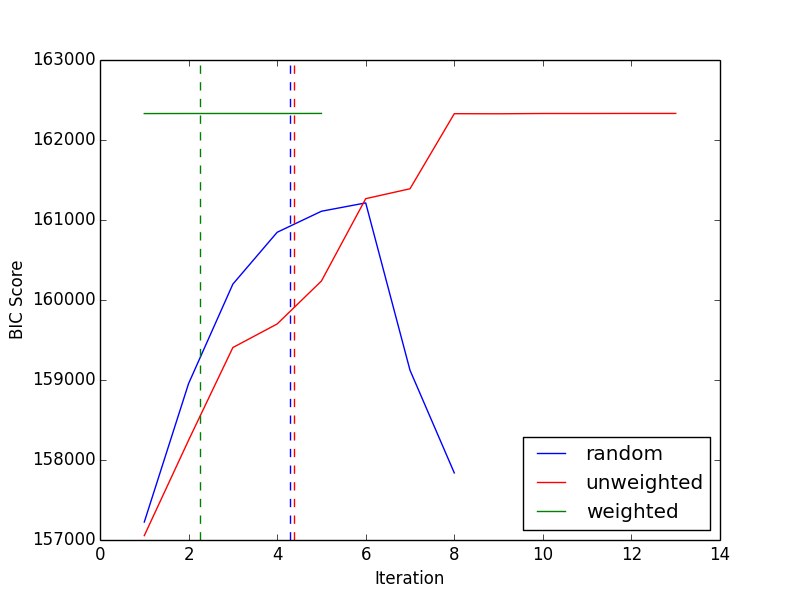 163000
162000
161000
160000
159000
158000
157000
BIC Score
0 2 4 6 8 10 12 14
Iteration
random
unweighted
weighted